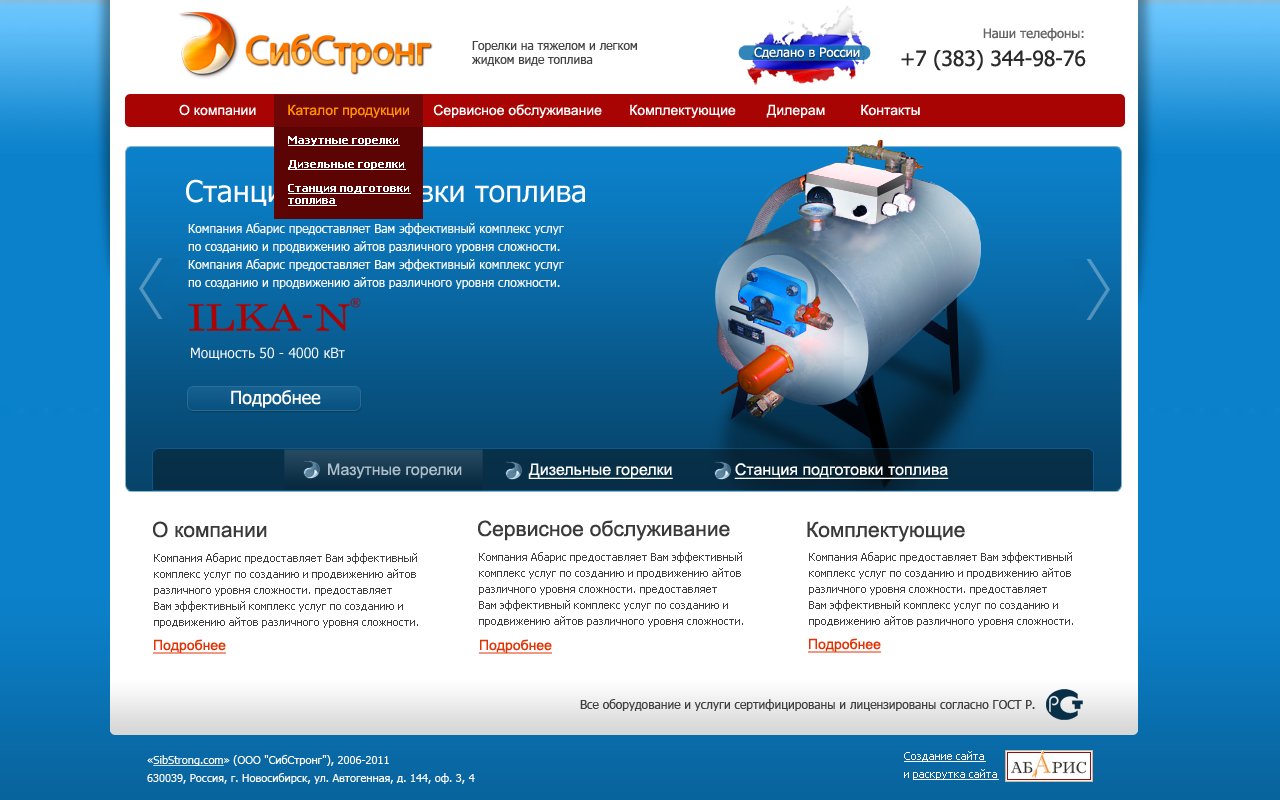 СибСтронг
Горелки на тяжелом и легком
жидком виде топлива
Сделано в России
Наши телефоны:
+7 (383) 344-98-76
О компании Каталог продукции Сервисное обслуживание Комплектующие Дилерам Контакты
Мазутные горелки
Дизельные горелки
Станция подготовки
топлива
Станци вки топлива
Компания Абарис предоставляет Вам эффективный комплекс услуг
по созданию и продвижению айтов различного уровня сложности.
Компания Абарис предоставляет Вам эффективный комплекс услуг
по созданию и продвижению айтов различного уровня сложности.
ILKA-N®
Мощность 50 - 4000 кВт
Подробнее
Мазутные горелки Дизельные горелки Станция подготовки топлива
О компании
Компания Абарис предоставляет Вам эффективный
комплекс услуг по созданию и продвижению айтов
различного уровня сложности. предоставляет
Вам эффективный комплекс услуг по созданию и
продвижению айтов различного уровня сложности.
Подробнее
Сервисное обслуживание
Компания Абарис предоставляет Вам эффективный
комплекс услуг по созданию и продвижению айтов
различного уровня сложности. предоставляет
Вам эффективный комплекс услуг по созданию и
продвижению айтов различного уровня сложности.
Подробнее
Комплектующие
Компания Абарис предоставляет Вам эффективный
комплекс услуг по созданию и продвижению айтов
различного уровня сложности. предоставляет
Вам эффективный комплекс услуг по созданию и
продвижению айтов различного уровня сложности.
Подробнее
Все оборудование и услуги сертифицированы и лицензированы согласно ГОСТ Р.
РСТ
«SibStrong.com» (ООО "СибСтронг"), 2006-2011
630039, Россия, г. Новосибирск, ул. Автогенная, д. 144, оф. 3, 4
Создание сайта
и раскрутка сайта
АБАРИС